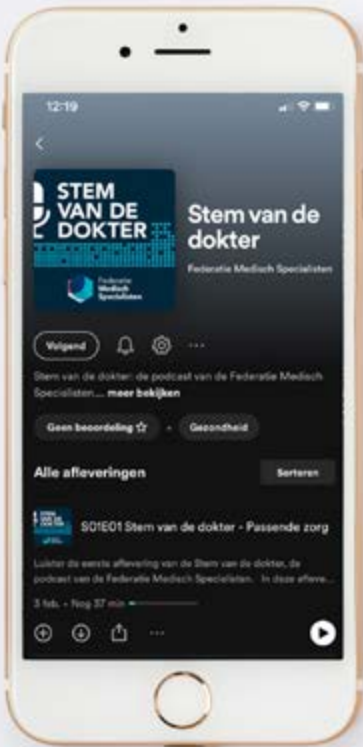 12:19
STEM
VAN DE
DOKTER
Federatie
Medisch
Specialisten
Stem van de
dokter
Federatie Medisch Specialisten
Volgend
Stem van de dokter: de podcast van de Federatie Medisch
Specialisten.... meer bekijken
Geen beoordeling
Gezondheid
Alle afleveringen
Sorteren
S01E01 Stem van de dokter - Passende zorg
Luister de eerste aflevering van de Stem van de dokter, de
podcast van de Federatie Medisch Specialisten. In deze afleve...
3 feb. • Nog 37 min